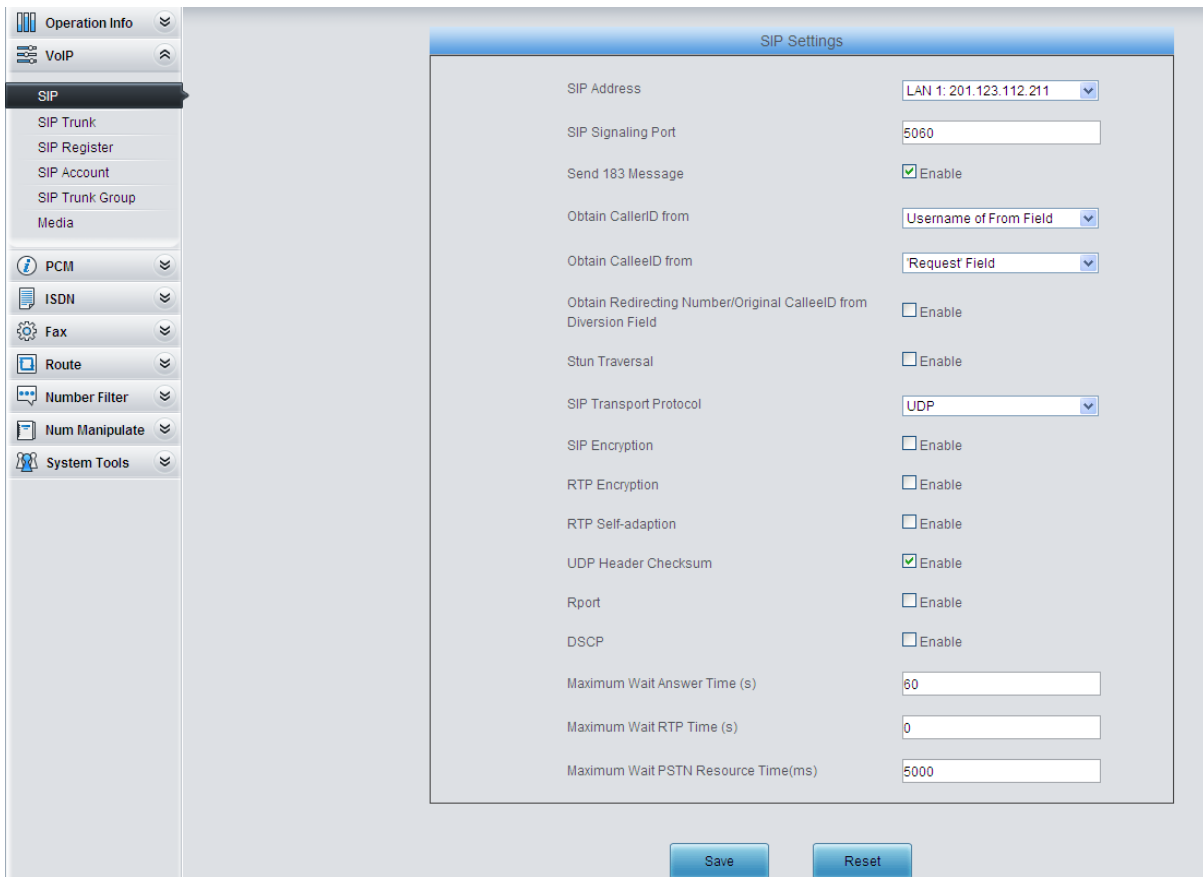 Operation Info
VoIP
SIP
SIP Trunk
SIP Register
SIP Account
SIP Trunk Group
Media
PCM
ISDN
Fax
Route
Number Filter
Num Manipulate
System Tools
SIP Settings
SIP Address LAN 1: 201.123.112.211
SIP Signaling Port 5060
Send 183 Message Enable
Obtain CallerID from Username of From Field
Obtain CalleeID from 'Request' Field
Obtain Redirecting Number/Original CalleeID from
Diversion Field Enable
Stun Traversal Enable
SIP Transport Protocol UDP
SIP Encryption Enable
RTP Encryption Enable
RTP Self-adaption Enable
UDP Header Checksum Enable
Rport Enable
DSCP Enable
Maximum Wait Answer Time (s) 60
Maximum Wait RTP Time (s) 0
Maximum Wait PSTN Resource Time(ms) 5000
Save Reset